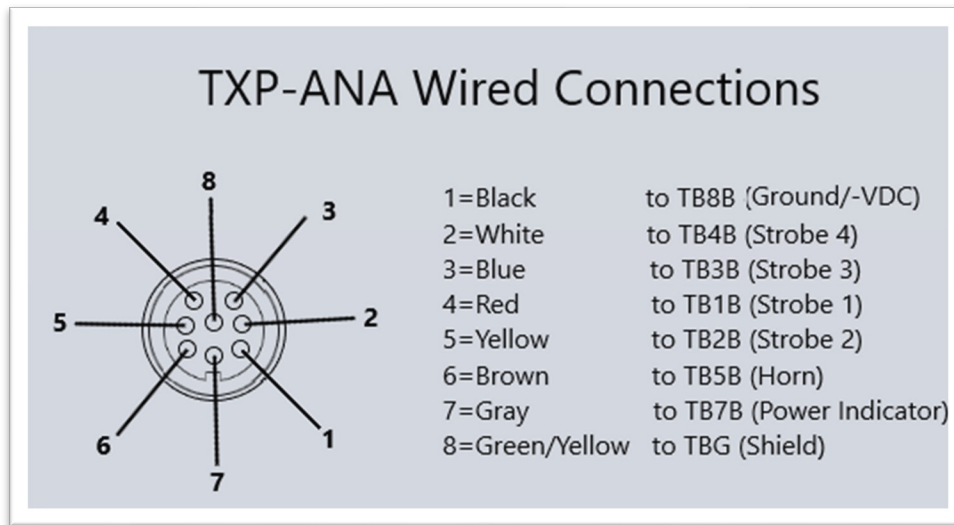 TXP-ANA Wired Connections
8
4
3
5
2
6
1
7
1=Black to TB8B (Ground/-VDC)
2=White to TB4B (Strobe 4)
3=Blue to TB3B (Strobe 3)
4=Red to TB1B (Strobe 1)
5=Yellow to TB2B (Strobe 2)
6=Brown to TB5B (Horn)
7=Gray to TB7B (Power Indicator)
8=Green/Yellow to TBG (Shield)